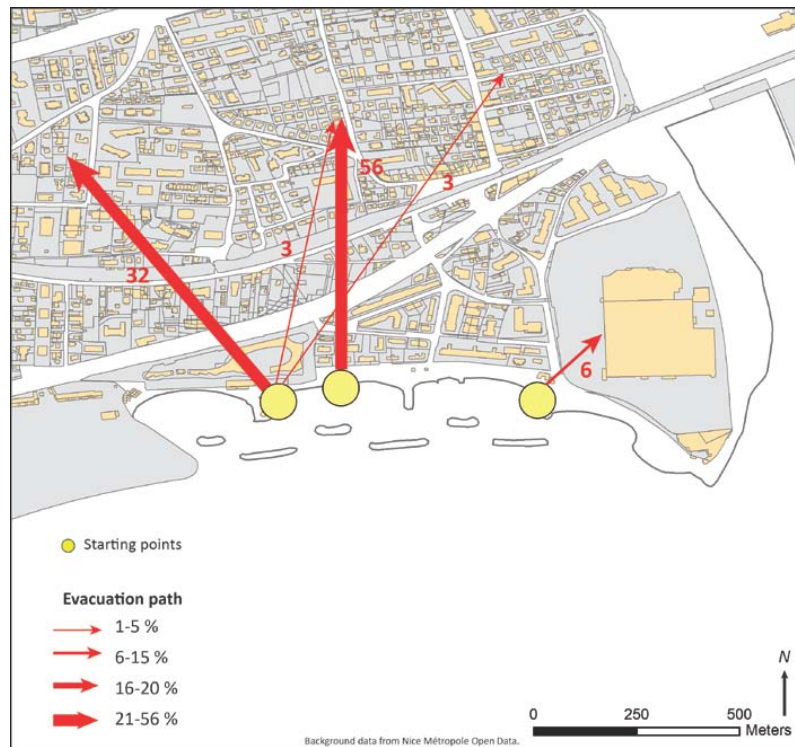 56
3
3
32
6
Starting points
Evacuation path
1-5 %
6-15 %
16-20 %
21-56 %
N
0 250 500
Meters
Background data from Nice Métropole Open Data.